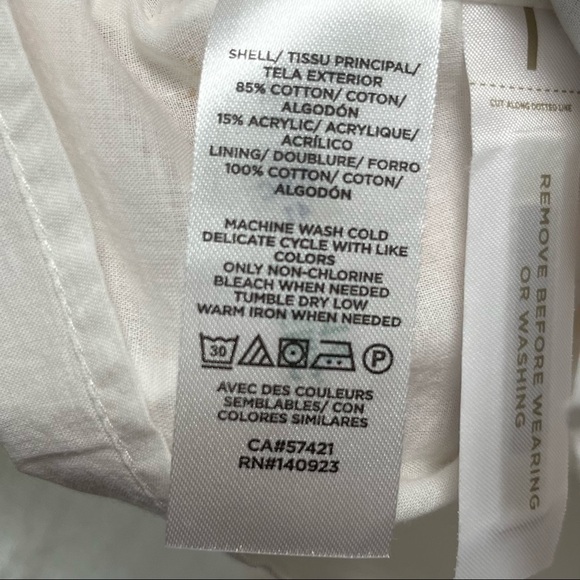 SHELL/ TISSU PRINCIPAL/
TELA EXTERIOR
85% COTTON/ COTON/
ALGODÓN
15% ACRYLIC/ ACRYLIQUE/
ACRÍLICO
LINING/ DOUBLURE/ FORRO
100% COTTON/ COTON/
ALGODÓN
MACHINE WASH COLD
DELICATE CYCLE WITH LIKE
COLORS
ONLY NON-CHLORINE
BLEACH WHEN NEEDED
TUMBLE DRY LOW
WARM IRON WHEN NEEDED
30 P
AVEC DES COULEURS
SEMBLABLES/ CON
COLORES SIMILARES
CA#57421
RN#140923
CUT ALONG DOTTED LINE
REMOVE BEFORE WEARING
OR WASHING